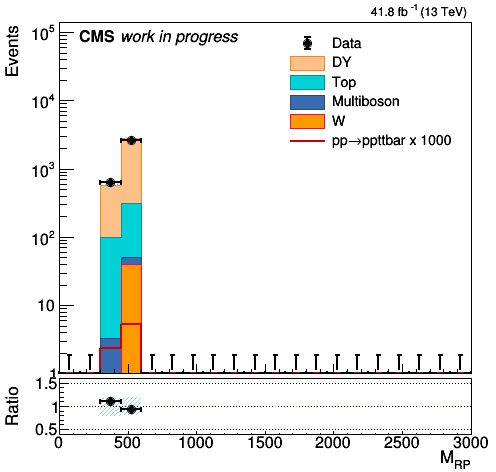 41.8 fb⁻¹ (13 TeV)
Events
CMS work in progress
Data
DY
Top
Multiboson
W
pp→ppttbar x 1000
10⁵
10⁴
10³
10²
10
1
Ratio
1.5
1
0.5
0 500 1000 1500 2000 2500 3000
M_RP